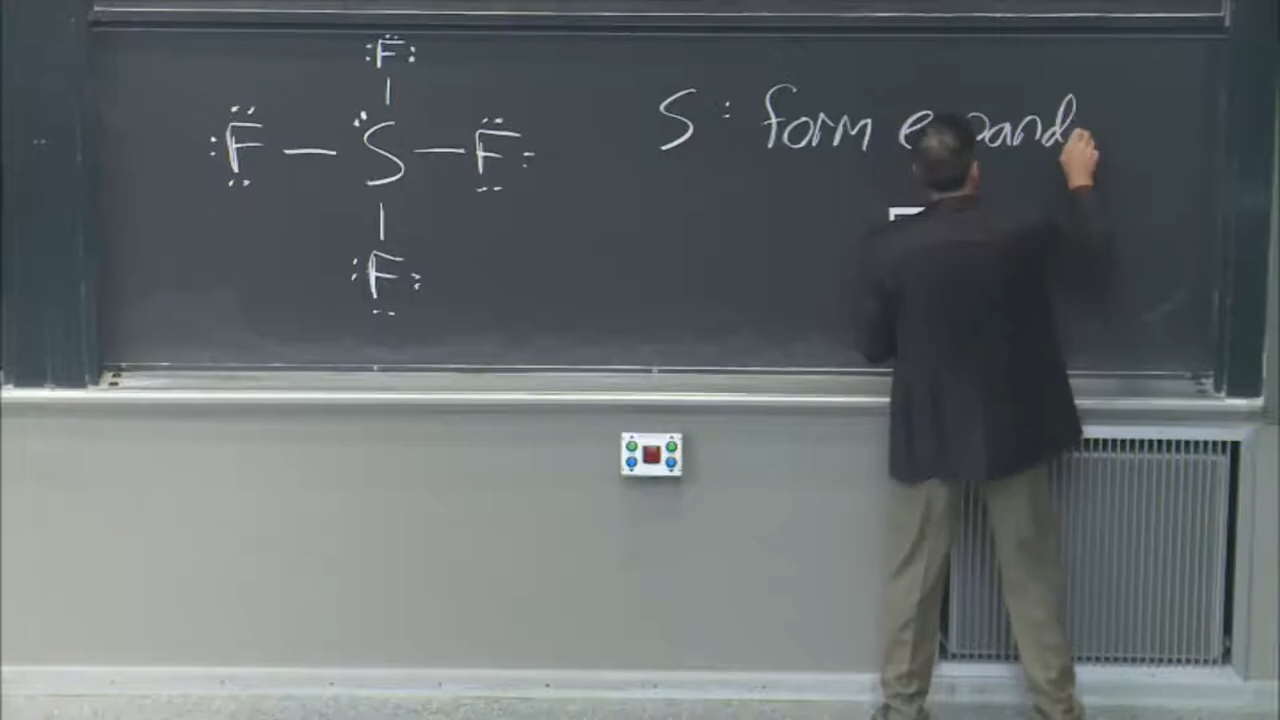 :F:
:F — S — F:
:F:
S : form expand